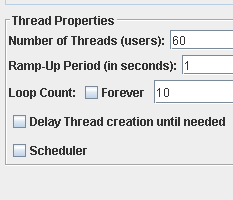 Thread Properties
Number of Threads (users): 60
Ramp-Up Period (in seconds): 1
Loop Count: Forever 10
Delay Thread creation until needed
Scheduler